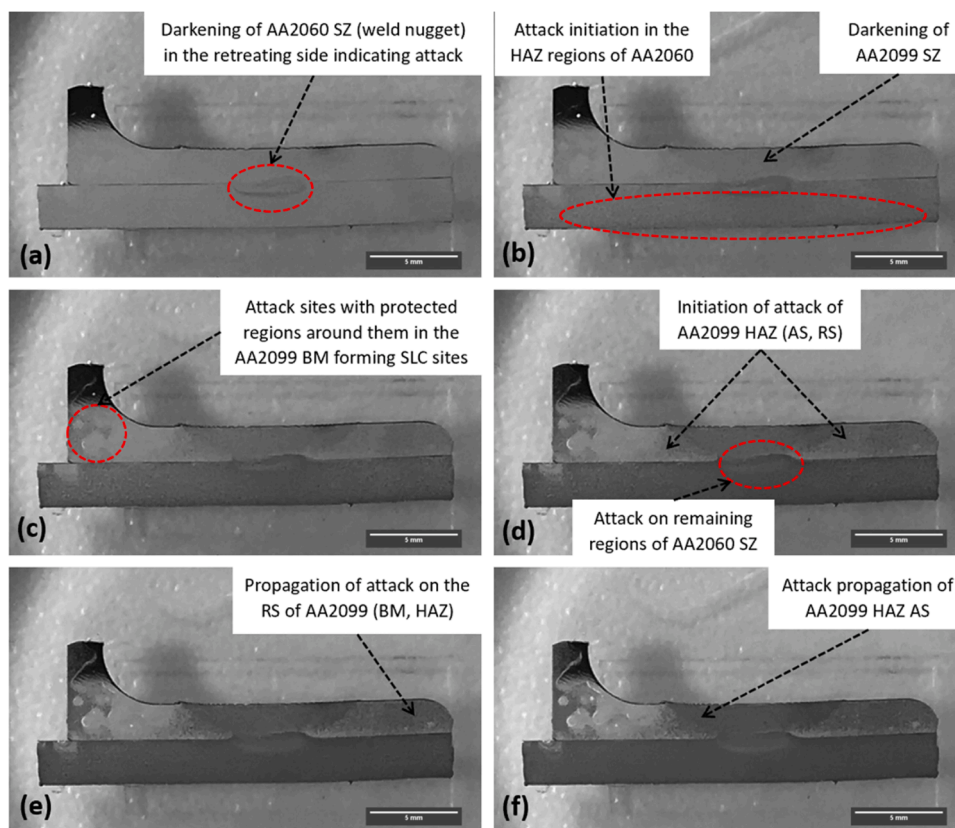 Darkening of AA2060 SZ (weld nugget)
in the retreating side indicating attack
(a)
5 mm
Attack initiation in the
HAZ regions of AA2060
Darkening of
AA2099 SZ
(b)
5 mm
Attack sites with protected
regions around them in the
AA2099 BM forming SLC sites
(c)
5 mm
Initiation of attack of
AA2099 HAZ (AS, RS)
Attack on remaining
regions of AA2060 SZ
(d)
5 mm
Propagation of attack on the
RS of AA2099 (BM, HAZ)
(e)
5 mm
Attack propagation of
AA2099 HAZ AS
(f)
5 mm